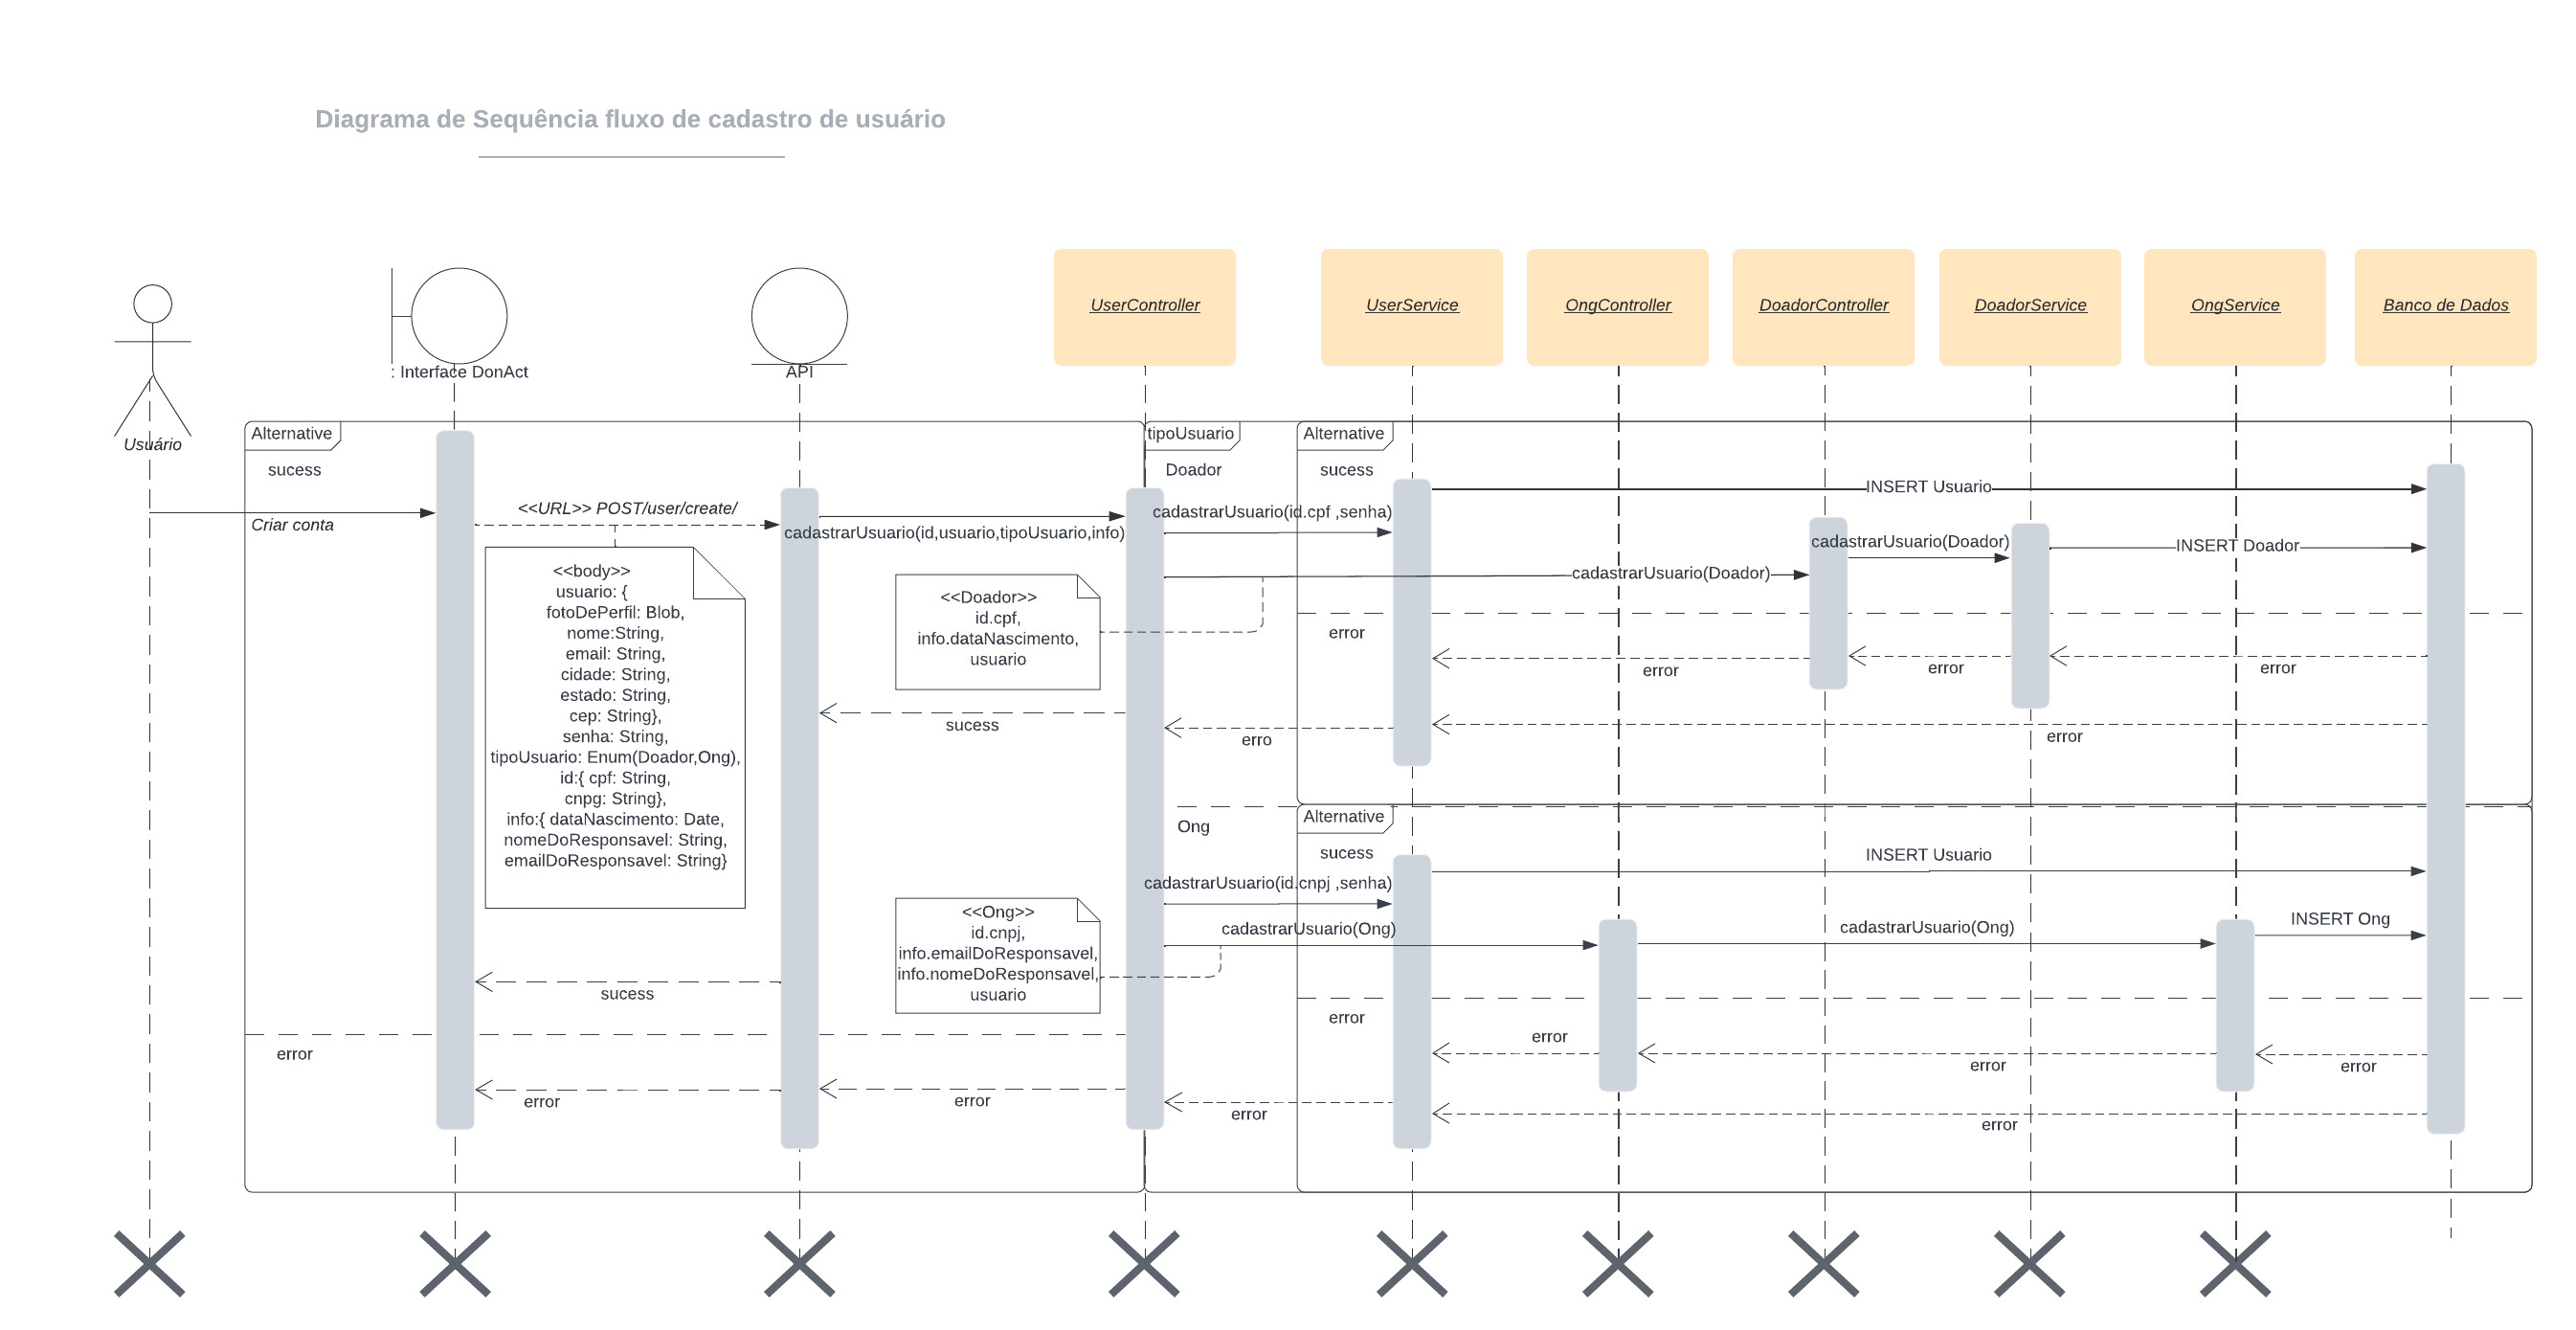 Diagrama de Sequência fluxo de cadastro de usuário
UserController
UserService
OngController
DoadorController
DoadorService
OngService
Banco de Dados
: Interface DonAct
API
Usuário
Alternative
tipoUsuario
Alternative
sucess
Doador
sucess
INSERT Usuario
<<URL>> POST/user/create/
cadastrarUsuario(id.cpf ,senha)
Criar conta
cadastrarUsuario(id,usuario,tipoUsuario,info)
cadastrarUsuario(Doador)
INSERT Doador
cadastrarUsuario(Doador)
<<body>>
usuario: {
fotoDePerfil: Blob,
nome:String,
email: String,
cidade: String,
estado: String,
cep: String},
senha: String,
tipoUsuario: Enum(Doador,Ong),
id:{ cpf: String,
cnpg: String},
info:{ dataNascimento: Date,
nomeDoResponsavel: String,
emailDoResponsavel: String}
<<Doador>>
id.cpf,
info.dataNascimento,
usuario
error
error
error
error
sucess
erro
error
Alternative
Ong
sucess
INSERT Usuario
cadastrarUsuario(id.cnpj ,senha)
<<Ong>>
id.cnpj,
info.emailDoResponsavel,
info.nomeDoResponsavel,
usuario
cadastrarUsuario(Ong)
cadastrarUsuario(Ong)
INSERT Ong
sucess
error
error
error
error
error
error
error
error
error